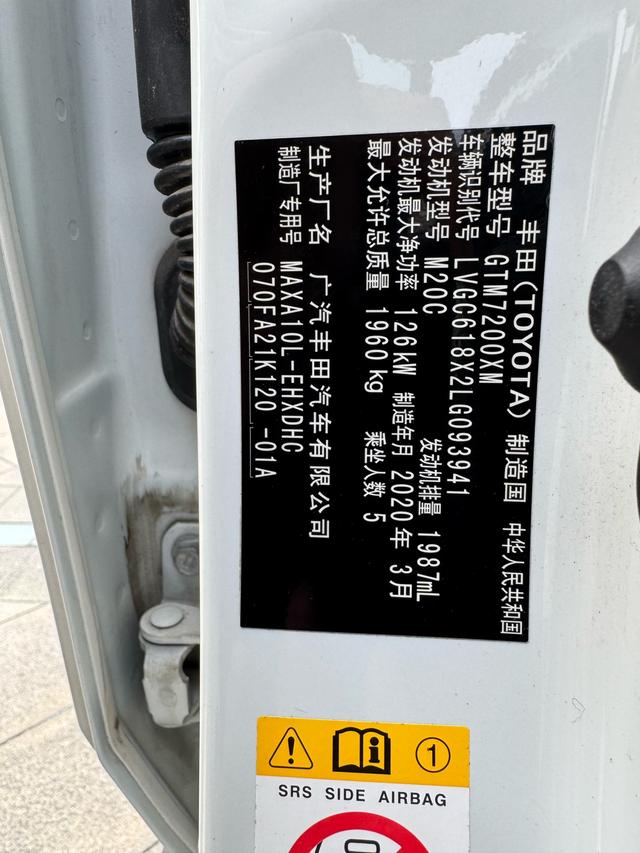 品牌 丰田(TOYOTA) 制造国 中华人民共和国
整车型号 GTM7200XM
车辆识别代号 LVGC618X2LG093941
发动机型号 M20C 发动机排量 1987mL
发动机最大净功率 126kW 制造年月 2020年 3月
最大允许总质量 1960kg 乘坐人数 5
生产厂名 广汽丰田汽车有限公司
制造厂专用号 MAXA10L-EHXDHC
070FA21K120 -01A
1
SRS SIDE AIRBAG